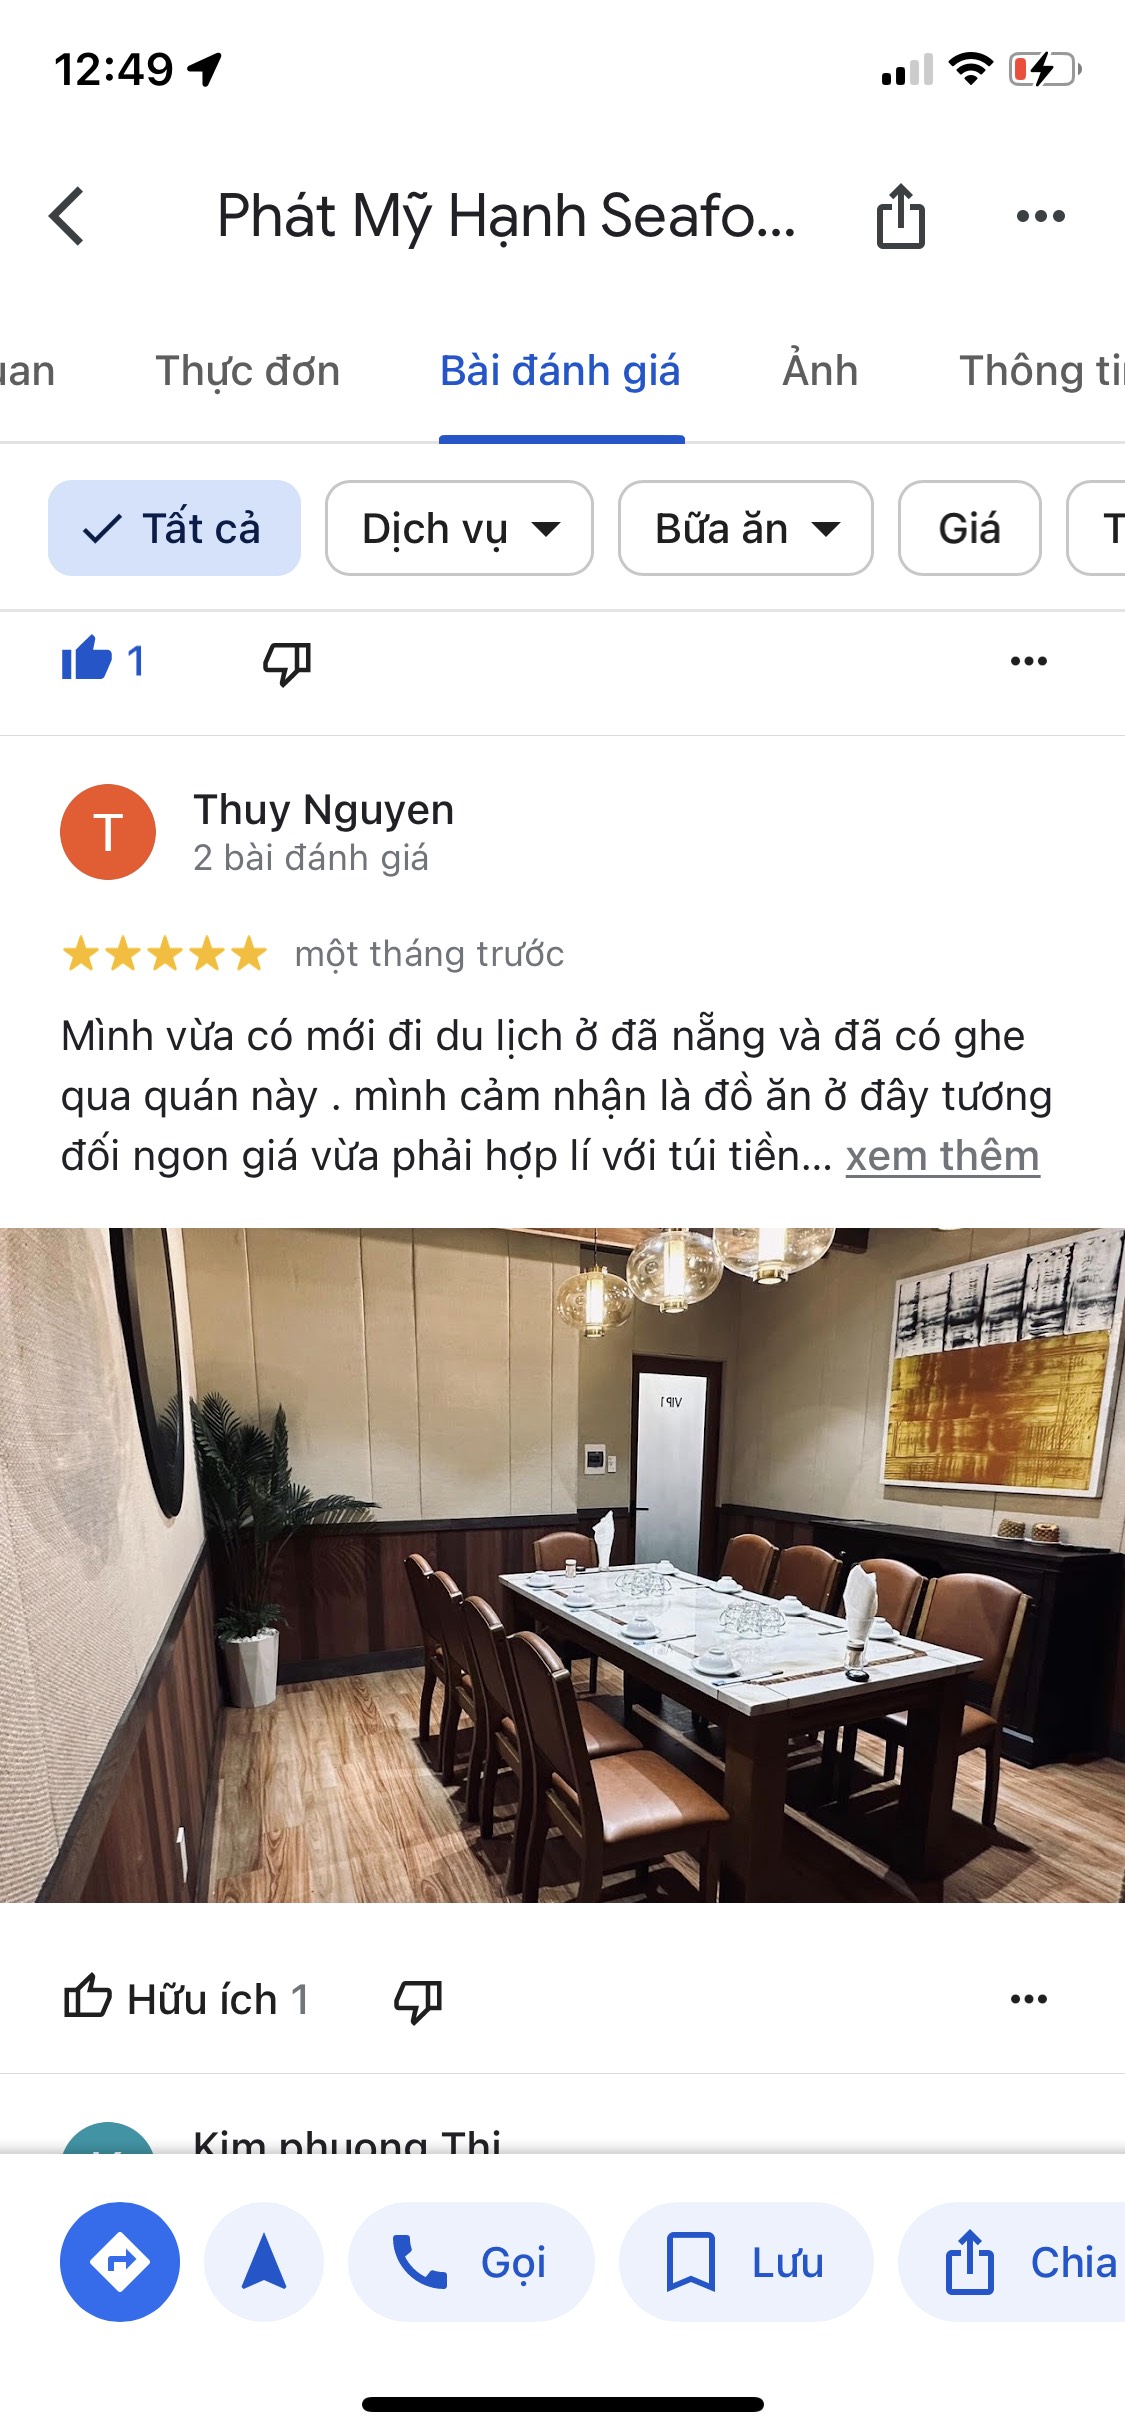 12:49
Phát Mỹ Hạnh Seafo...
uan Thực đơn Bài đánh giá Ảnh Thông ti
Tất cả Dịch vụ Bữa ăn Giá T
1
T Thuy Nguyen
2 bài đánh giá
một tháng trước
Mình vừa có mới đi du lịch ở đã nẵng và đã có ghe
qua quán này . mình cảm nhận là đồ ăn ở đây tương
đối ngon giá vừa phải hợp lí với túi tiền... xem thêm
VIP 1
Hữu ích 1
Kim phuong Thi
Gọi Lưu Chia